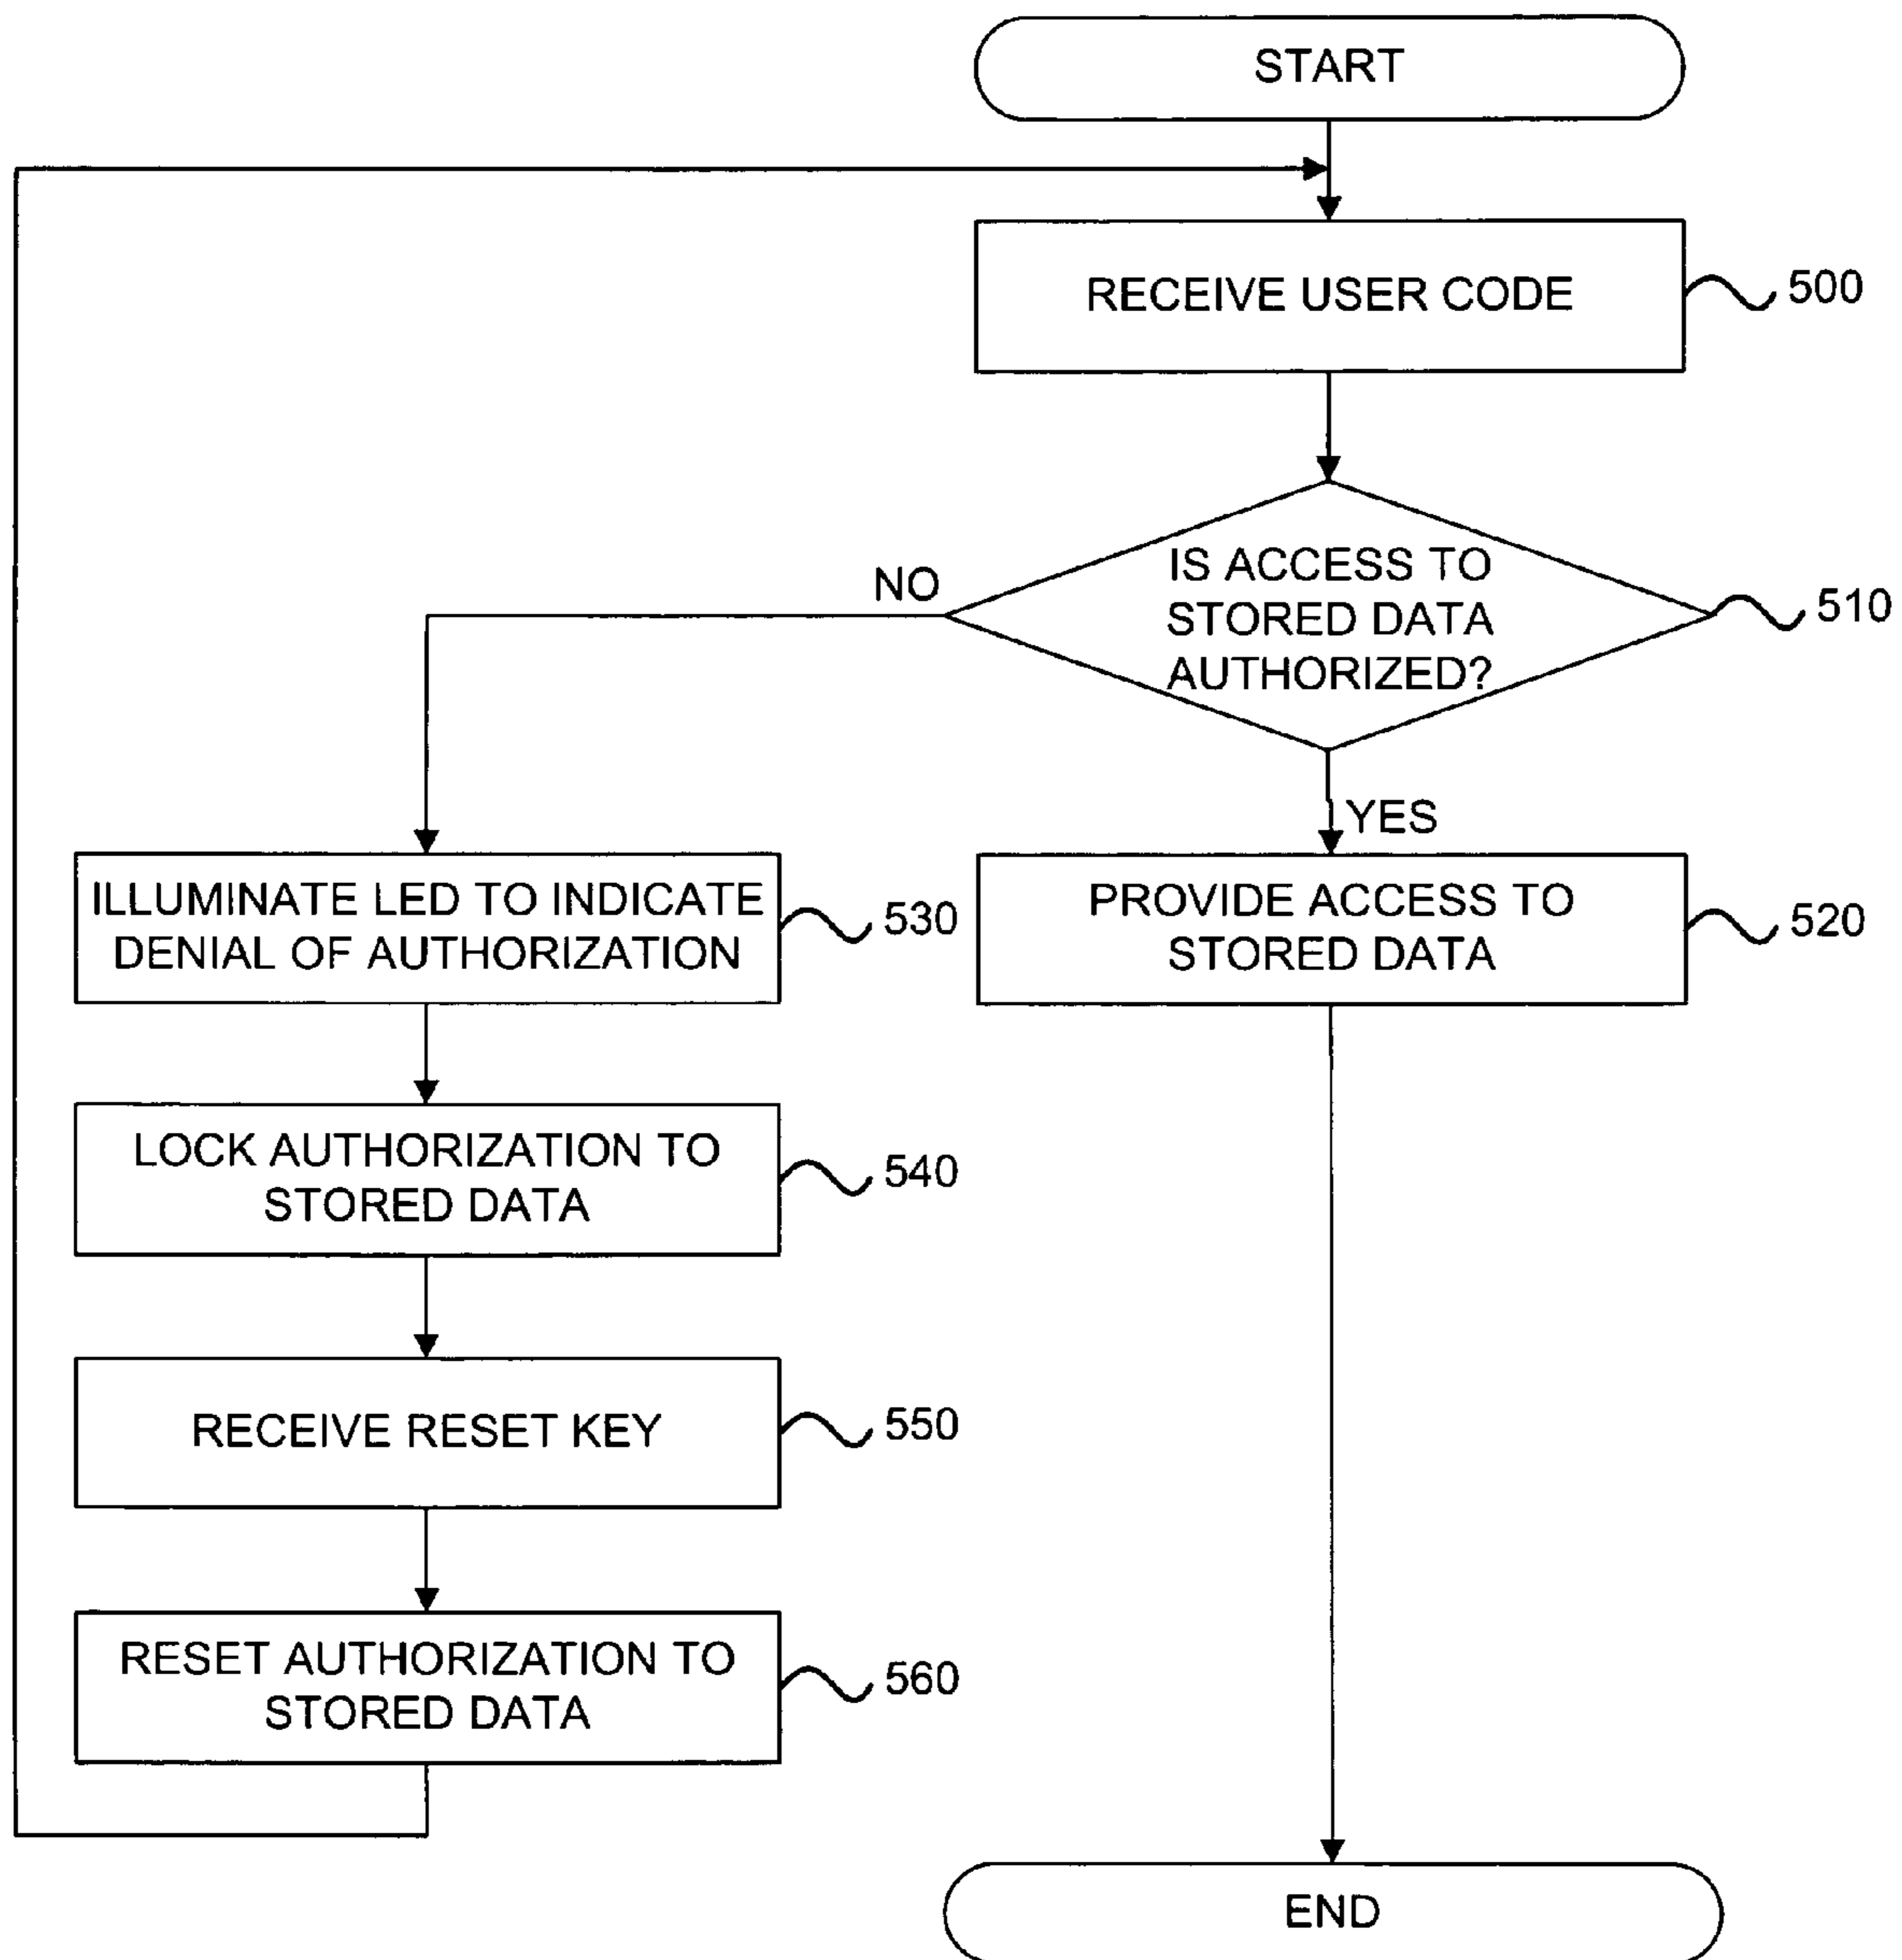 START
RECEIVE USER CODE
500
IS ACCESS TO
STORED DATA
AUTHORIZED?
510
NO
YES
ILLUMINATE LED TO INDICATE
DENIAL OF AUTHORIZATION
530
PROVIDE ACCESS TO
STORED DATA
520
LOCK AUTHORIZATION TO
STORED DATA
540
RECEIVE RESET KEY
550
RESET AUTHORIZATION TO
STORED DATA
560
END